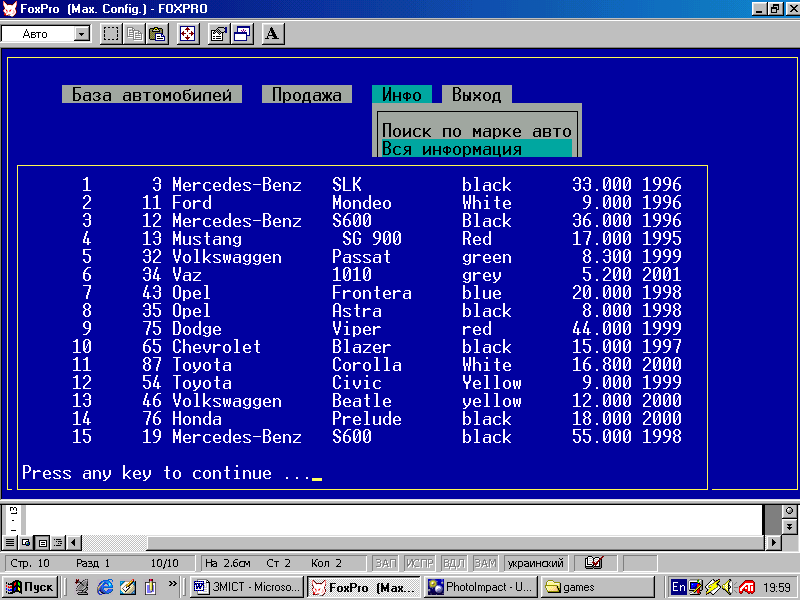 FoxPro (Max. Config.) - FOXPRO
Авто
A
База автомобилей Продажа Инфо Выход
Поиск по марке авто
Вся информация
1 3 Mercedes-Benz SLK black 33.000 1996
2 11 Ford Mondeo White 9.000 1996
3 12 Mercedes-Benz S600 Black 36.000 1996
4 13 Mustang SG 900 Red 17.000 1995
5 32 Volkswaggen Passat green 8.300 1999
6 34 Vaz 1010 grey 5.200 2001
7 43 Opel Frontera blue 20.000 1998
8 35 Opel Astra black 8.000 1998
9 75 Dodge Viper red 44.000 1999
10 65 Chevrolet Blazer black 15.000 1997
11 87 Toyota Corolla White 16.800 2000
12 54 Toyota Civic Yellow 9.000 1999
13 46 Volkswaggen Beatle yellow 12.000 2000
14 76 Honda Prelude black 18.000 2000
15 19 Mercedes-Benz S600 black 55.000 1998
Press any key to continue ...
13
Стр. 10 Разд 1 10/10 На 2.6см Ст 2 Кол 2 ЗАП ИСПР ВДЛ ЗАМ украинский
Пуск » ЗМІСТ - Microso... FoxPro (Max... PhotoImpact - U... games En 19:59